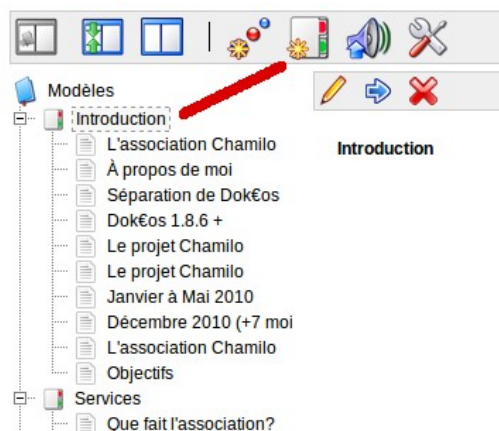 Modèles
Introduction
Introduction
L'association Chamilo
À propos de moi
Séparation de Dok€os
Dok€os 1.8.6 +
Le projet Chamilo
Le projet Chamilo
Janvier à Mai 2010
Décembre 2010 (+7 moi
L'association Chamilo
Objectifs
Services
Que fait l'association?